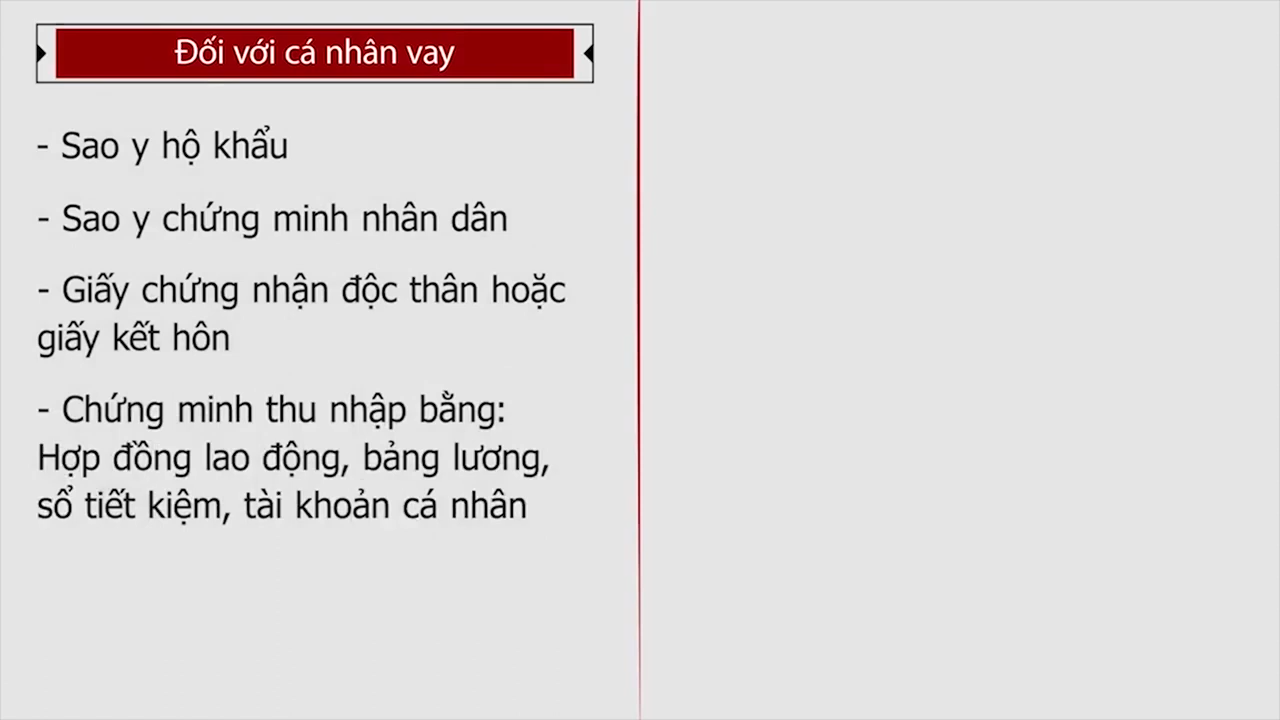 Đối với cá nhân vay
- Sao y hộ khẩu
- Sao y chứng minh nhân dân
- Giấy chứng nhận độc thân hoặc
giấy kết hôn
- Chứng minh thu nhập bằng:
Hợp đồng lao động, bảng lương,
sổ tiết kiệm, tài khoản cá nhân